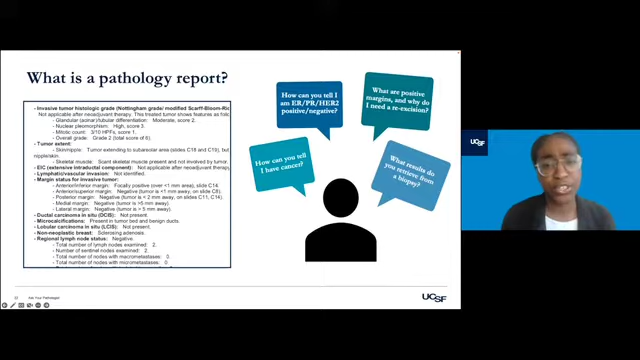 What is a pathology report?
- Invasive tumor histologic grade (Nottingham grade/ modified Scarff-Bloom-Ric
Not applicable after neoadjuvant therapy. This treated tumor shows features as follo
- Glandular (acinar)/tubular differentiation: Moderate, score 2.
- Nuclear pleomorphism: High, score 3.
- Mitotic count: 3/10 HPFs, score 1.
- Overall grade: Grade 2 (total score of 6).
- Tumor extent:
- Skin/nipple: Tumor extending to subareolar area (slides C18 and C19), but
nipple/skin.
- Skeletal muscle: Scant skeletal muscle present and not involved by tumor.
- EIC (extensive intraductal component): Not applicable after neoadjuvant therapy
- Lymphatic/vascular invasion: Not identified.
- Margin status for invasive tumor:
- Anterior/inferior margin: Focally positive (over <1 mm area), slide C14.
- Anterior/superior margin: Negative (tumor is <1 mm away, on slide C8).
- Posterior margin: Negative (tumor is < 2 mm away, on slides C11, C14).
- Medial margin: Negative (tumor is >5 mm away).
- Lateral margin: Negative (tumor is > 5 mm away).
- Ductal carcinoma in situ (DCIS): Not present.
- Microcalcifications: Present in tumor bed and benign ducts.
- Lobular carcinoma in situ (LCIS): Not present.
- Non-neoplastic breast: Sclerosing adenosis.
- Regional lymph node status: Negative
- Total number of lymph nodes examined: 2.
- Number of sentinel nodes examined: 2.
- Total number of nodes with macrometastases: 0.
- Total number of nodes with micrometastases: 0
How can you tell I
am ER/PR/HER2
positive/negative?
What are positive
margins, and why do
I need a re-excision?
How can you tell
I have cancer?
What results do
you retrieve from
a biopsy?
Ask Your Pathologist
UCSF
UCSF